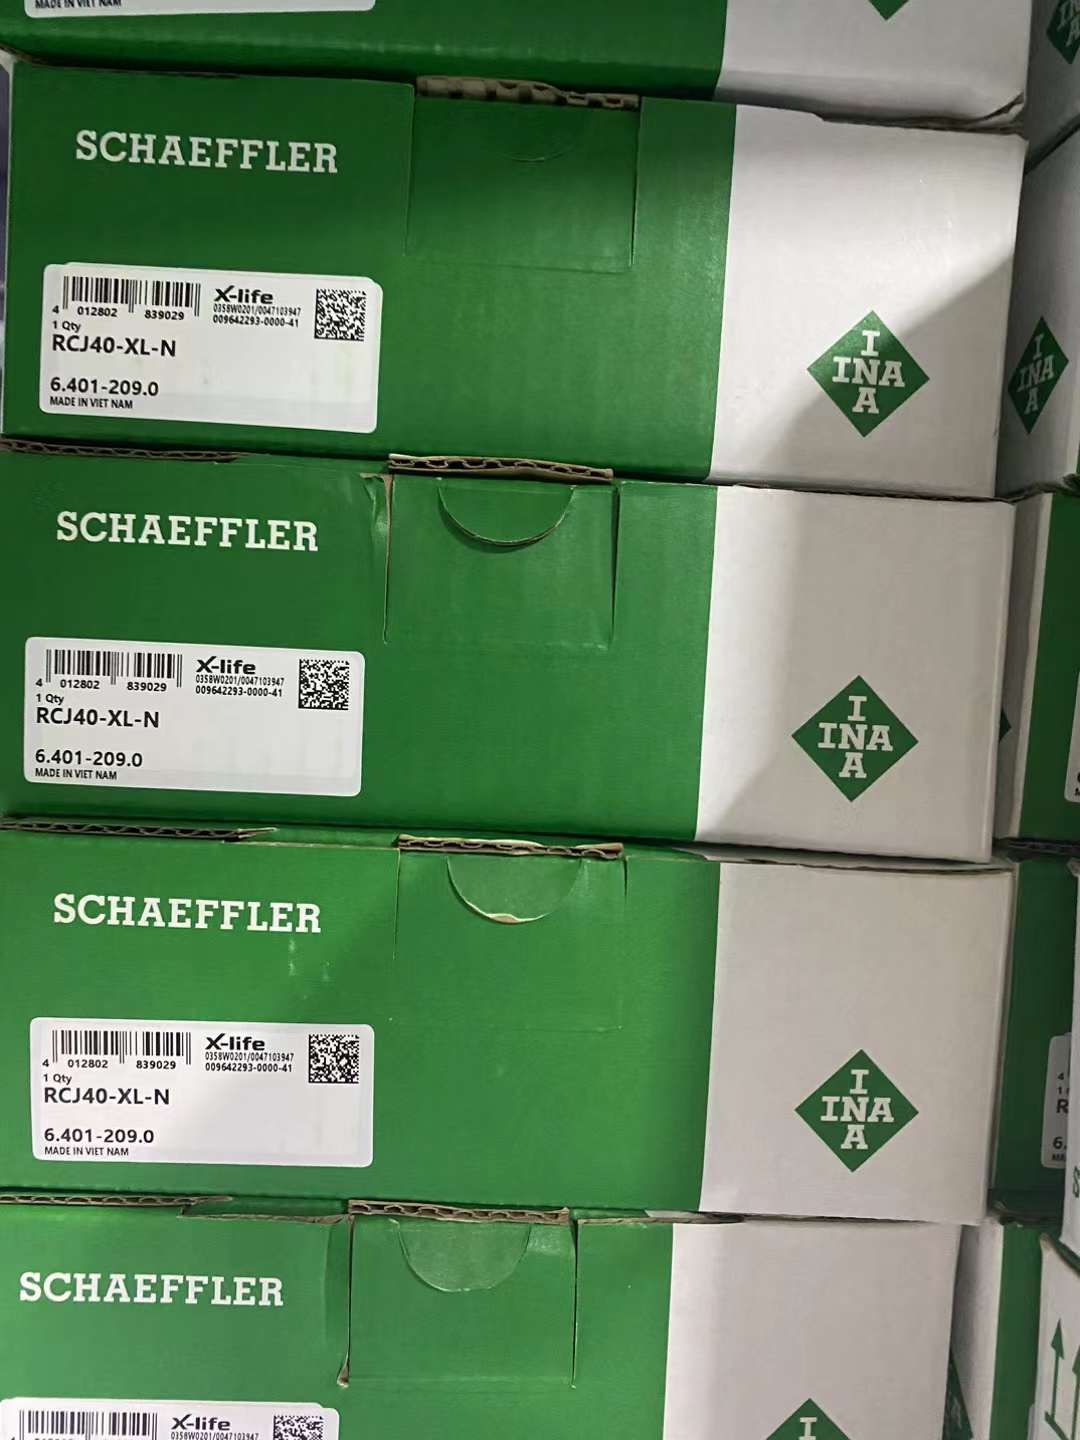 MADE IN VIET NAM
SCHAEFFLER
4 012802 839029
X-life
0358W0201/0047103947
009642293-0000-41
1 Qty
RCJ40-XL-N
6.401-209.0
MADE IN VIET NAM
I
INA
A
I
INA
A
SCHAEFFLER
4 012802 839029
X-life
0358W0201/0047103947
009642293-0000-41
1 Qty
RCJ40-XL-N
6.401-209.0
MADE IN VIET NAM
I
INA
A
SCHAEFFLER
4 012802 839029
X-life
0358W0201/0047103947
009642293-0000-41
1 Qty
RCJ40-XL-N
6.401-209.0
MADE IN VIET NAM
I
INA
A
SCHAEFFLER
X-life
0358W0201/0047103947
I